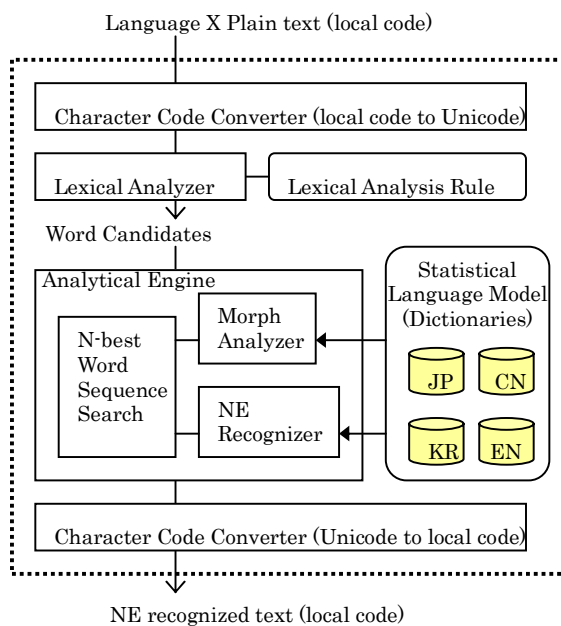 Language X Plain text (local code)
Character Code Converter (local code to Unicode)
Lexical Analyzer
Lexical Analysis Rule
Word Candidates
Analytical Engine
N-best
Word
Sequence
Search
Morph
Analyzer
NE
Recognizer
Statistical
Language Model
(Dictionaries)
JP
CN
KR
EN
Character Code Converter (Unicode to local code)
NE recognized text (local code)